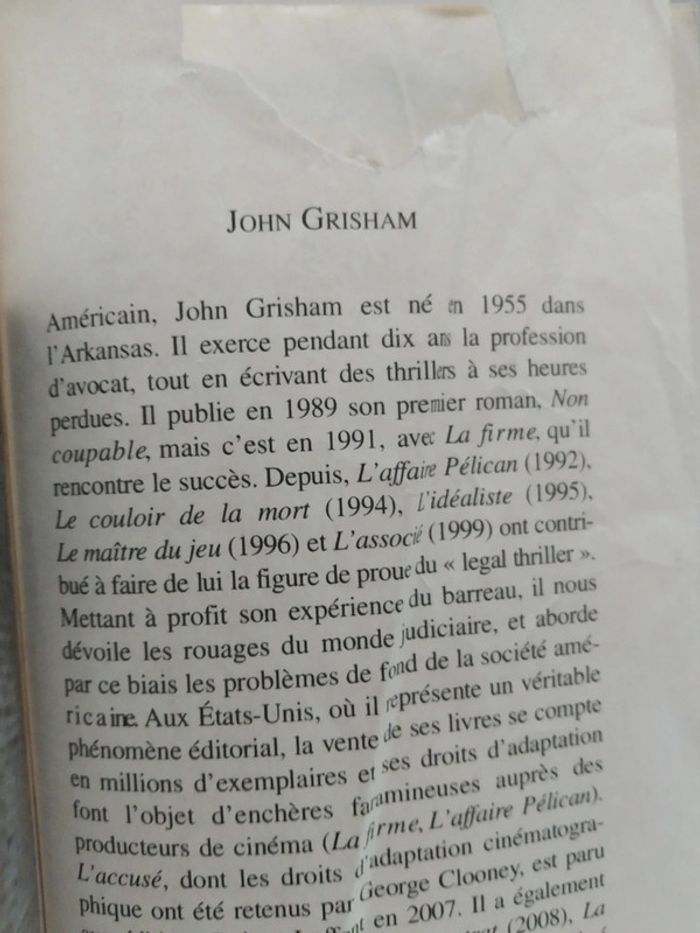 JOHN GRISHAM
Américain, John Grisham est né en 1955 dans
l'Arkansas. Il exerce pendant dix ans la profession
d'avocat, tout en écrivant des thrillers à ses heures
perdues. Il publie en 1989 son premier roman, Non
coupable, mais c'est en 1991, avec La firme, qu'il
rencontre le succès. Depuis, L'affaire Pélican (1992),
Le couloir de la mort (1994), L'idéaliste (1995),
Le maître du jeu (1996) et L'associé (1999) ont contri-
bué à faire de lui la figure de proue du « legal thriller ».
Mettant à profit son expérience du barreau, il nous
dévoile les rouages du monde judiciaire, et aborde
par ce biais les problèmes de fond de la société amé-
ricaine. Aux États-Unis, où il représente un véritable
phénomène éditorial, la vente de ses livres se compte
en millions d'exemplaires et ses droits d'adaptation
font l'objet d'enchères faramineuses auprès des
producteurs de cinéma (La firme, L'affaire Pélican).
L'accusé, dont les droits d'adaptation cinématogra-
phique ont été retenus par George Clooney, est paru
en 2007. Il a également
(2008), La